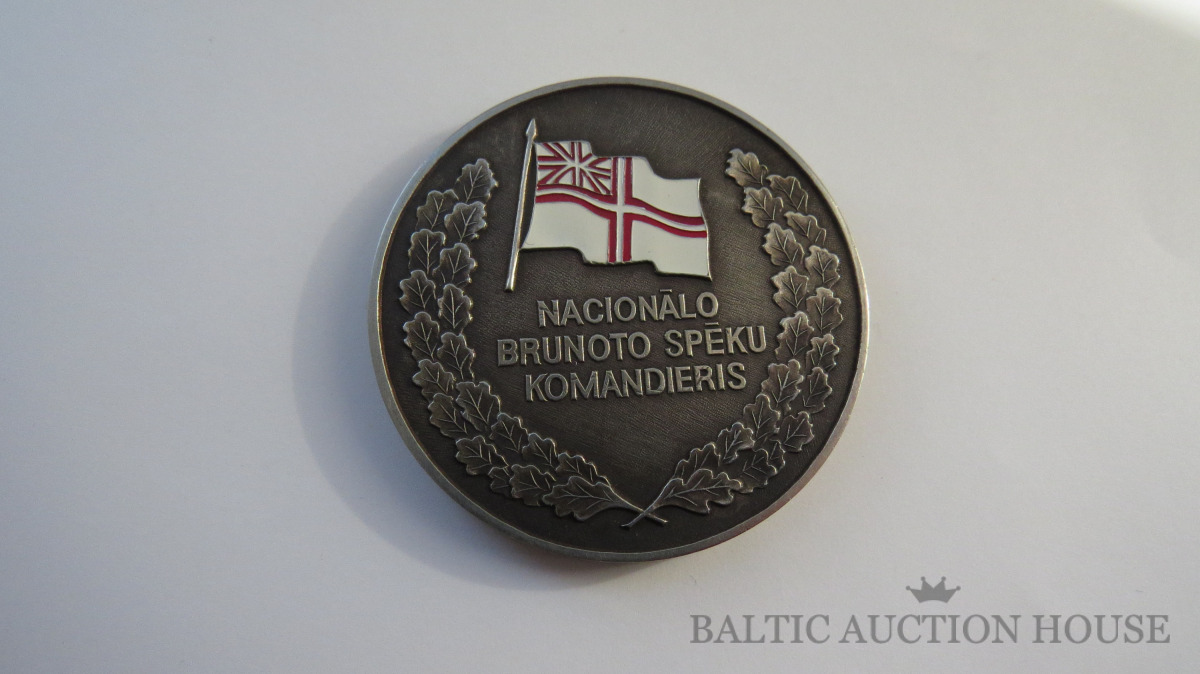 NACIONĀLO
BRUNOTO SPĒKU
KOMANDIERIS
BALTIC AUCTION HOUSE